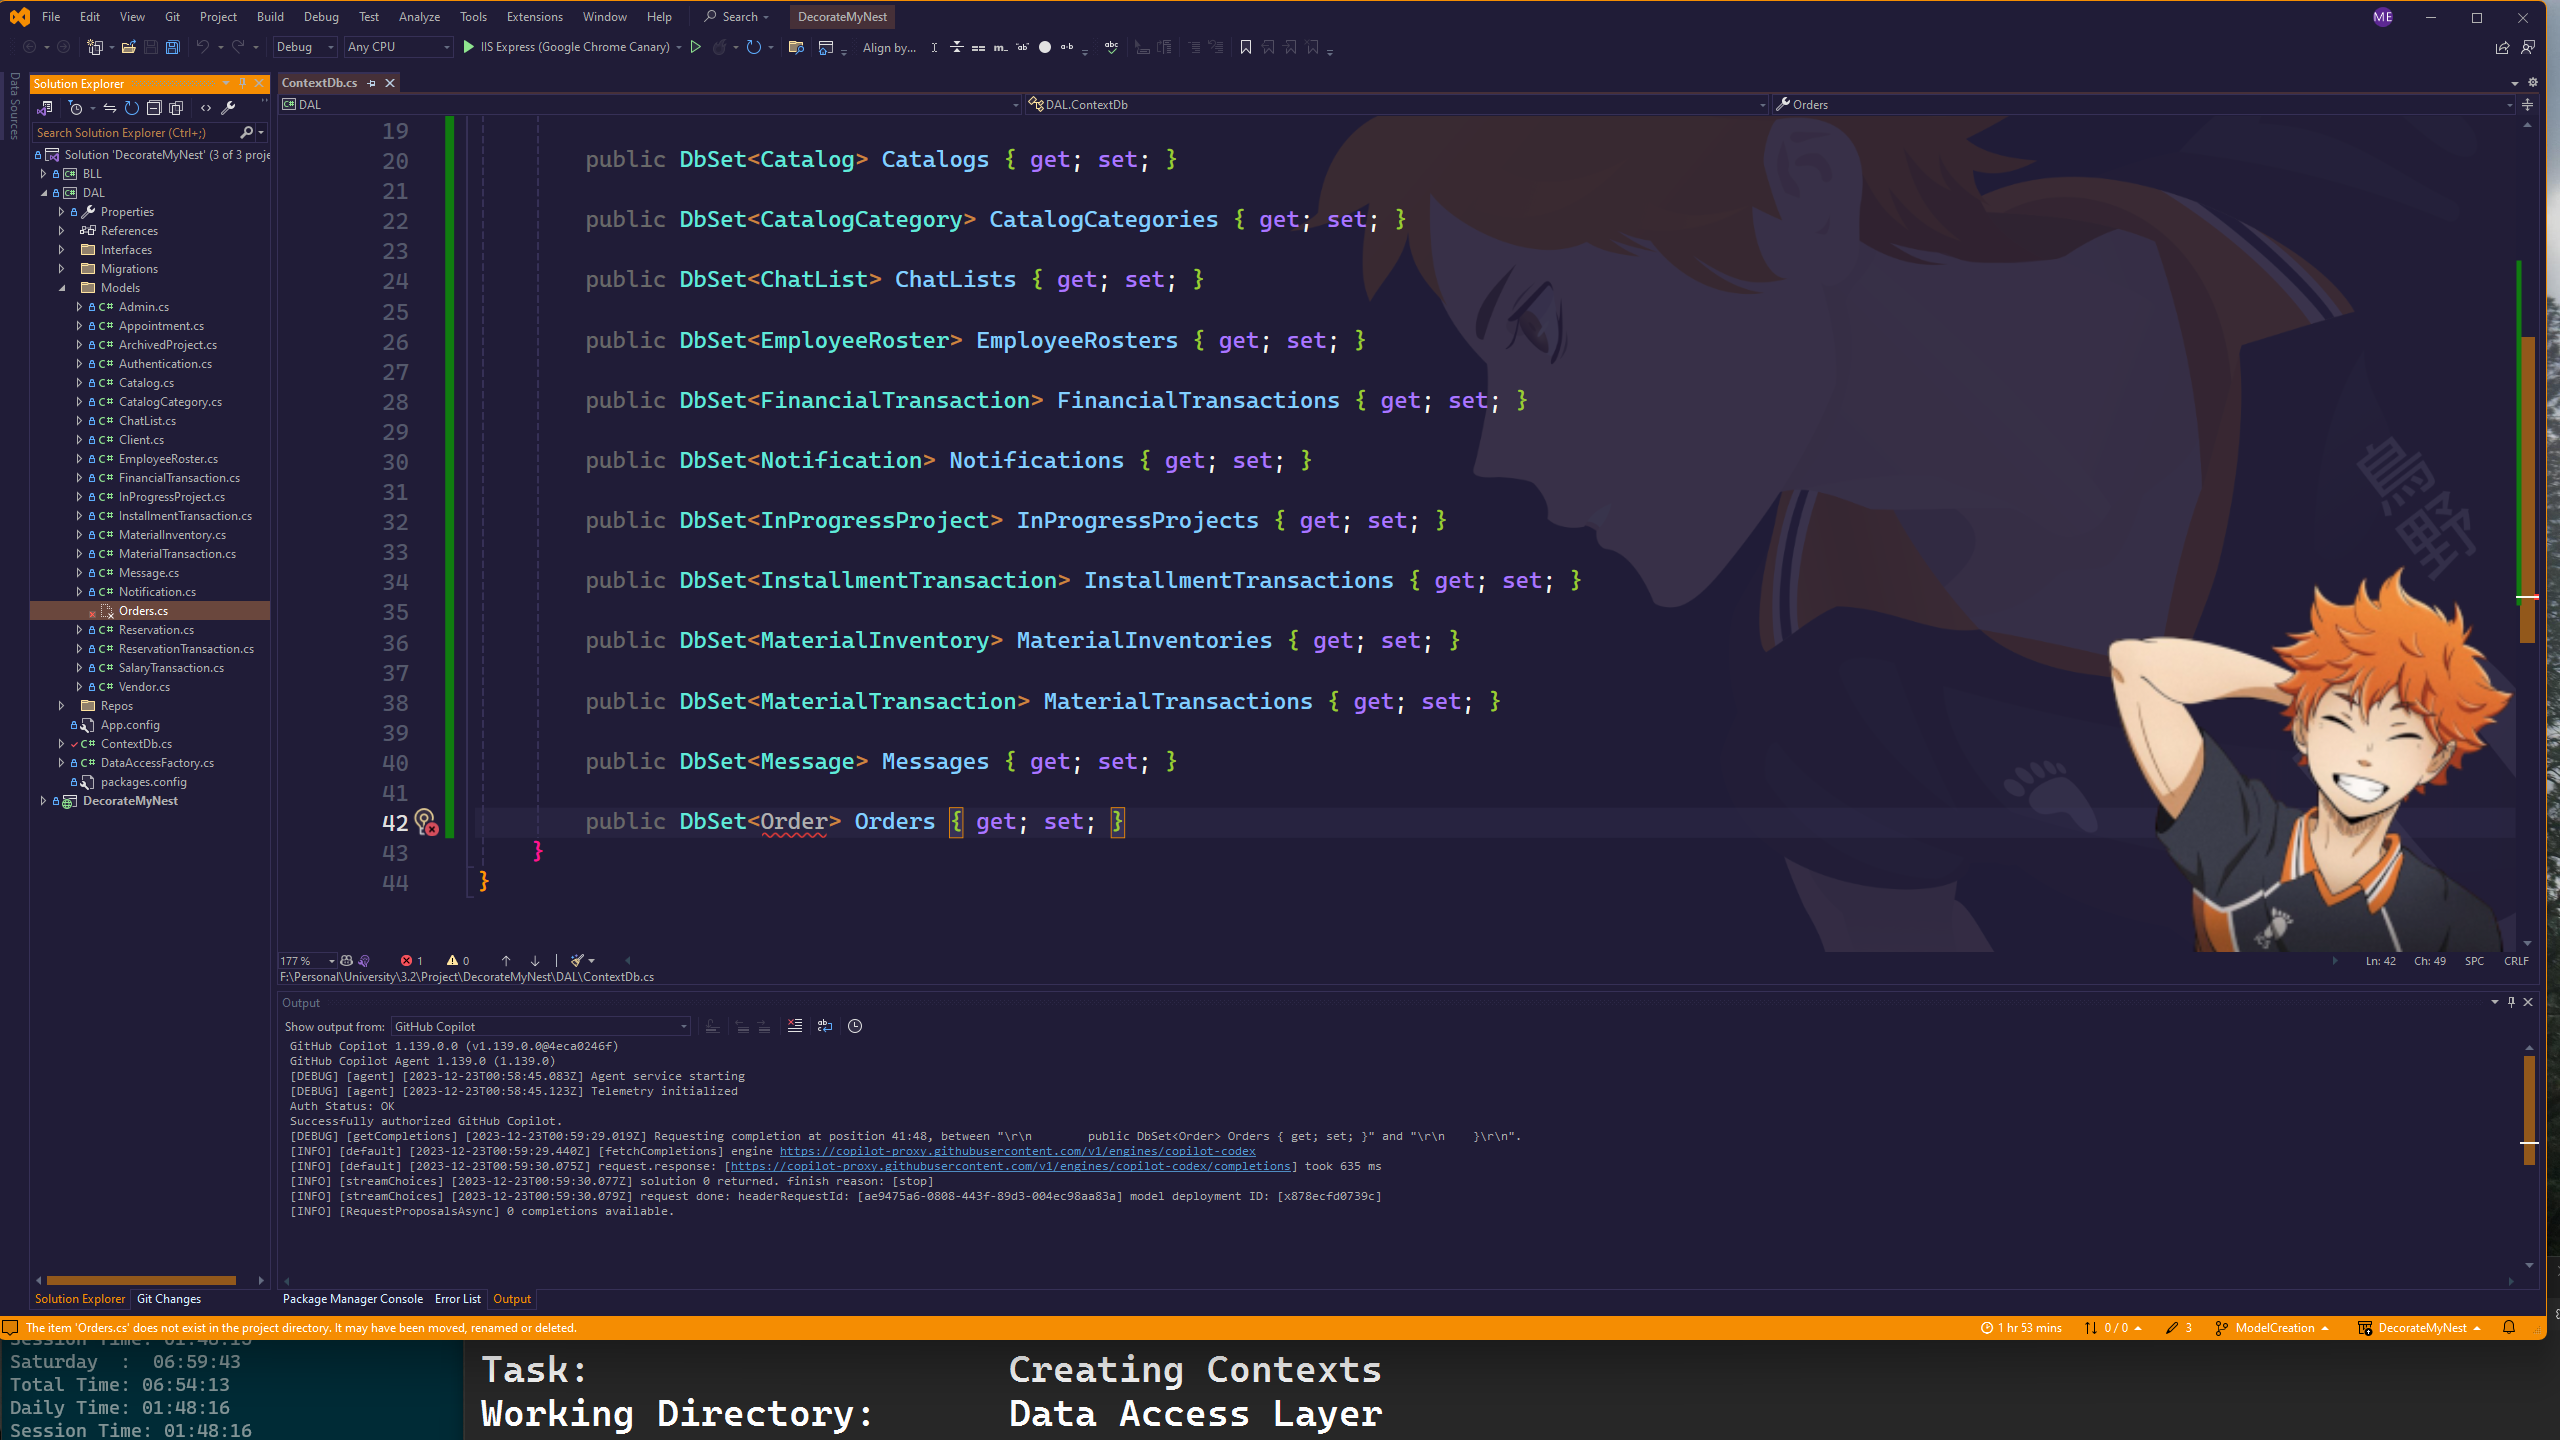 File Edit View Git Project Build Debug Test Analyze Tools Extensions Window Help Search DecorateMyNest ME
Debug Any CPU IIS Express (Google Chrome Canary) Align by...
Data Sources
Solution Explorer
Search Solution Explorer (Ctrl+;)
Solution 'DecorateMyNest' (3 of 3 proje
BLL
DAL
Properties
References
Interfaces
Migrations
Models
C# Admin.cs
C# Appointment.cs
C# ArchivedProject.cs
C# Authentication.cs
C# Catalog.cs
C# CatalogCategory.cs
C# ChatList.cs
C# Client.cs
C# EmployeeRoster.cs
C# FinancialTransaction.cs
C# InProgressProject.cs
C# InstallmentTransaction.cs
C# MaterialInventory.cs
C# MaterialTransaction.cs
C# Message.cs
C# Notification.cs
Orders.cs
C# Reservation.cs
C# ReservationTransaction.cs
C# SalaryTransaction.cs
C# Vendor.cs
Repos
App.config
C# ContextDb.cs
C# DataAccessFactory.cs
packages.config
DecorateMyNest
Solution Explorer Git Changes
ContextDb.cs
DAL DAL.ContextDb Orders
19
20 public DbSet<Catalog> Catalogs { get; set; }
21
22 public DbSet<CatalogCategory> CatalogCategories { get; set; }
23
24 public DbSet<ChatList> ChatLists { get; set; }
25
26 public DbSet<EmployeeRoster> EmployeeRosters { get; set; }
27
28 public DbSet<FinancialTransaction> FinancialTransactions { get; set; }
29
30 public DbSet<Notification> Notifications { get; set; }
31
32 public DbSet<InProgressProject> InProgressProjects { get; set; }
33
34 public DbSet<InstallmentTransaction> InstallmentTransactions { get; set; }
35
36 public DbSet<MaterialInventory> MaterialInventories { get; set; }
37
38 public DbSet<MaterialTransaction> MaterialTransactions { get; set; }
39
40 public DbSet<Message> Messages { get; set; }
41
42 public DbSet<Order> Orders { get; set; }
43 }
44 }
烏野
177 % 1 0 Ln: 42 Ch: 49 SPC CRLF
F:\Personal\University\3.2\Project\DecorateMyNest\DAL\ContextDb.cs
Output
Show output from: GitHub Copilot
GitHub Copilot 1.139.0.0 (v1.139.0.0@4eca0246f)
GitHub Copilot Agent 1.139.0 (1.139.0)
[DEBUG] [agent] [2023-12-23T00:58:45.083Z] Agent service starting
[DEBUG] [agent] [2023-12-23T00:58:45.123Z] Telemetry initialized
Auth Status: OK
Successfully authorized GitHub Copilot.
[DEBUG] [getCompletions] [2023-12-23T00:59:29.019Z] Requesting completion at position 41:48, between "\r\n        public DbSet<Order> Orders { get; set; }" and "\r\n    }\r\n".
[INFO] [default] [2023-12-23T00:59:29.440Z] [fetchCompletions] engine https://copilot-proxy.githubusercontent.com/v1/engines/copilot-codex
[INFO] [default] [2023-12-23T00:59:30.075Z] request.response: [https://copilot-proxy.githubusercontent.com/v1/engines/copilot-codex/completions] took 635 ms
[INFO] [streamChoices] [2023-12-23T00:59:30.077Z] solution 0 returned. finish reason: [stop]
[INFO] [streamChoices] [2023-12-23T00:59:30.079Z] request done: headerRequestId: [ae9475a6-0808-443f-89d3-004ec98aa83a] model deployment ID: [x878ecfd0739c]
[INFO] [RequestProposalsAsync] 0 completions available.
Package Manager Console Error List Output
The item 'Orders.cs' does not exist in the project directory. It may have been moved, renamed or deleted. 1 hr 53 mins 0 / 0 3 ModelCreation DecorateMyNest
Saturday : 06:59:43
Total Time: 06:54:13
Daily Time: 01:48:16
Session Time: 01:48:16
Task: Creating Contexts
Working Directory: Data Access Layer